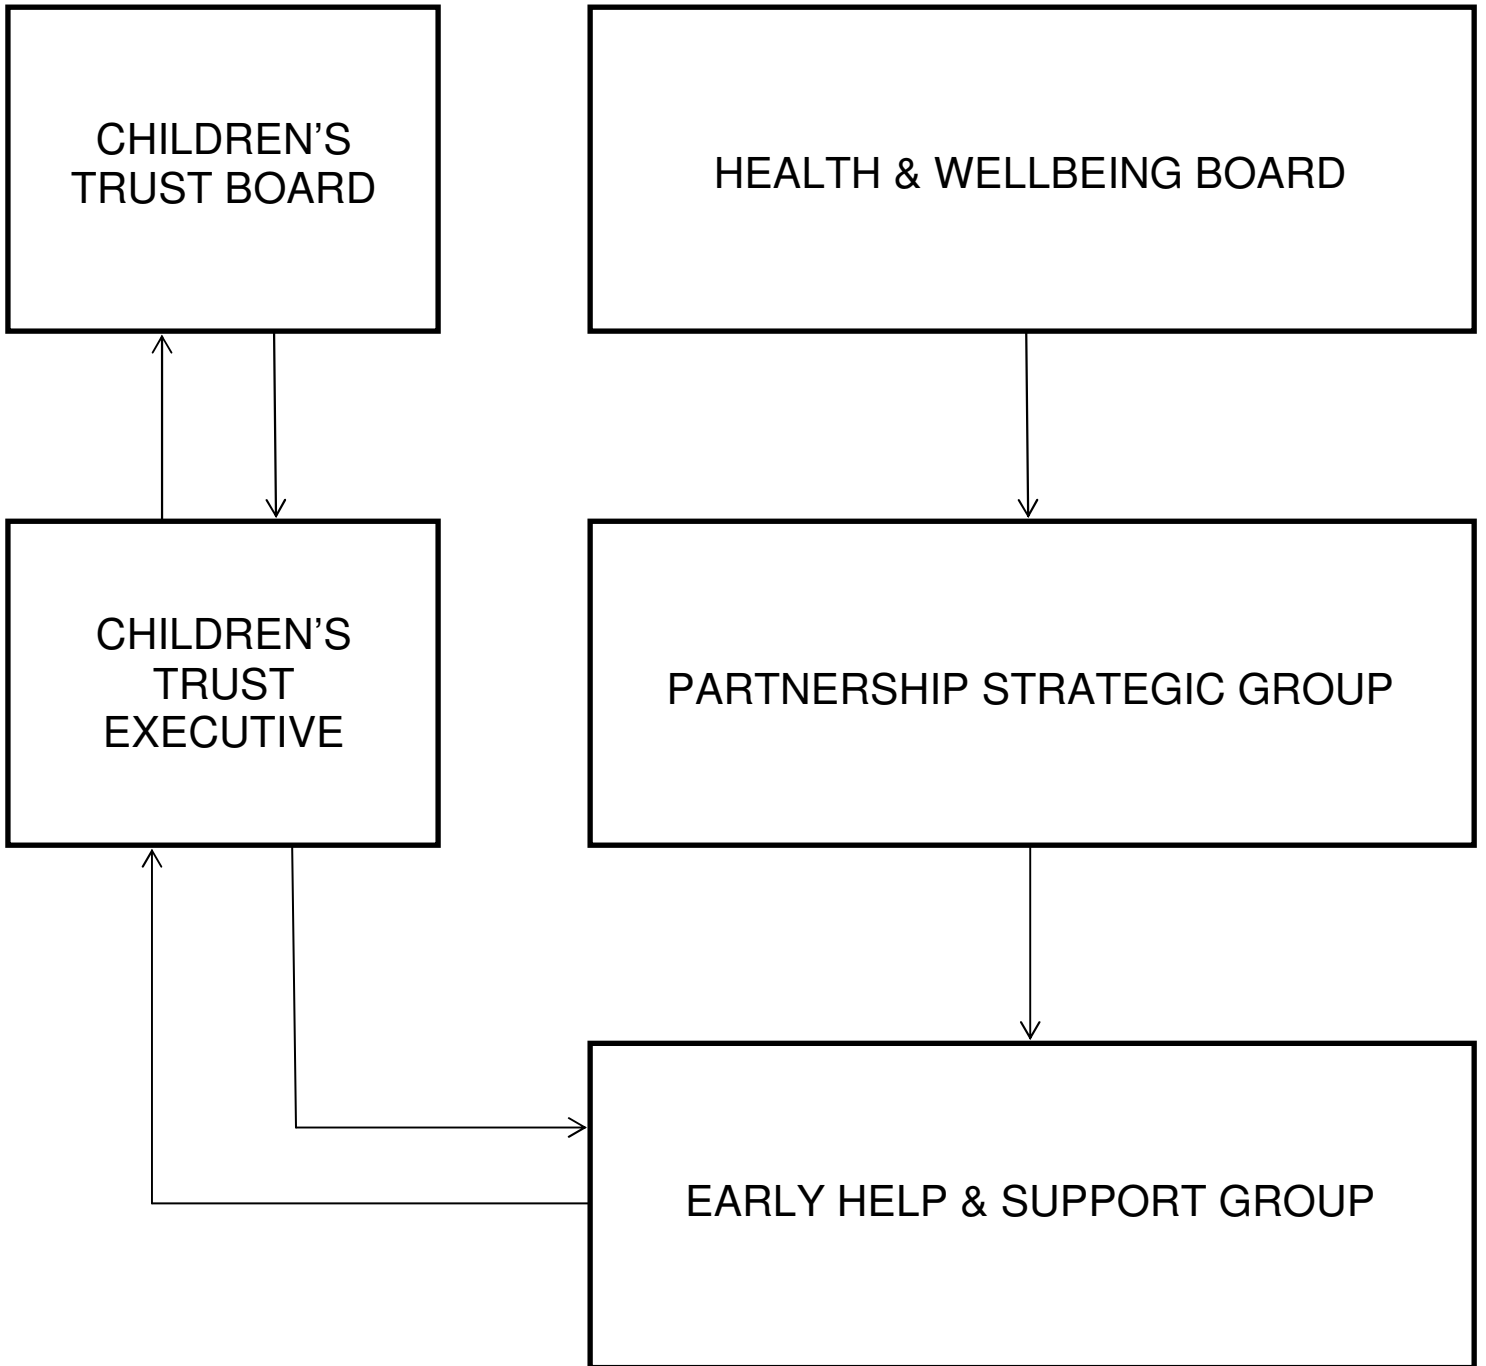 CHILDREN’S
TRUST BOARD
HEALTH & WELLBEING BOARD
CHILDREN’S
TRUST
EXECUTIVE
PARTNERSHIP STRATEGIC GROUP
EARLY HELP & SUPPORT GROUP